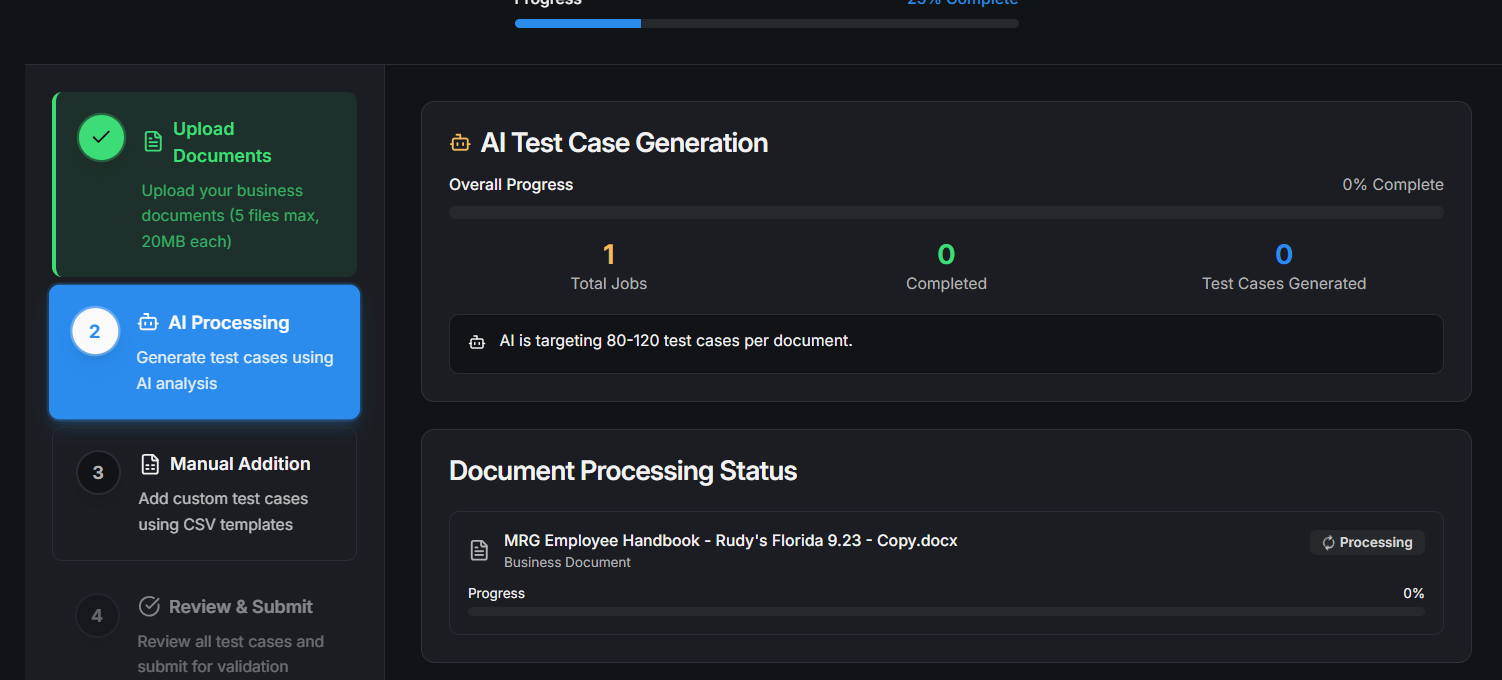 Progress
25% Complete
Upload
Documents
Upload your business
documents (5 files max,
20MB each)
2
AI Processing
Generate test cases using
AI analysis
3
Manual Addition
Add custom test cases
using CSV templates
4
Review & Submit
Review all test cases and
submit for validation
AI Test Case Generation
Overall Progress
0% Complete
1
Total Jobs
0
Completed
0
Test Cases Generated
AI is targeting 80-120 test cases per document.
Document Processing Status
MRG Employee Handbook - Rudy's Florida 9.23 - Copy.docx
Business Document
Processing
Progress
0%